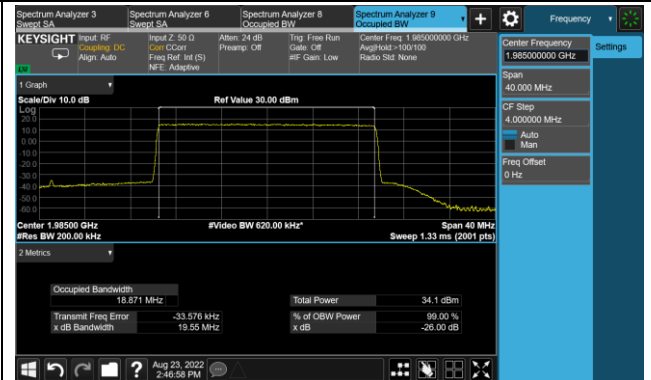 Spectrum Analyzer 3
Swept SA
Spectrum Analyzer 2
Swept SA
Spectrum Analyzer 8
Occupied BW
Spectrum Analyzer 9
Occupied BW
Frequency
KEYSIGHT
Input: RF
Coupling: DC
Align: Auto
Input Z: 50 Ω
Corr CCorr
Freq Ref: Int (S)
NFE: Adaptive
Atten: 24 dB
Preamp: Off
Trig: Free Run
Gate: Off
#IF Gain: Low
Center Freq: 1.985000000 GHz
Avg|Hold:>100/100
Radio Std: None
Center Frequency
1.985000000 GHz
Settings
Span
40.000 MHz
CF Step
4.000000 MHz
Auto
Man
Freq Offset
0 Hz
1 Graph
Scale/Div 10.0 dB
Ref Value 30.00 dBm
Log
20.0
10.0
0.00
-10.0
-20.0
-30.0
-40.0
-50.0
-60.0
Center 1.98500 GHz
#Video BW 620.00 kHz*
Span 40 MHz
#Res BW 200.00 kHz
Sweep 1.33 ms (2001 pts)
2 Metrics
Occupied Bandwidth
18.871 MHz
Total Power 34.1 dBm
Transmit Freq Error -33.576 kHz
% of OBW Power 99.00 %
x dB Bandwidth 19.55 MHz
x dB -26.00 dB
Aug 23, 2022
2:46:58 PM